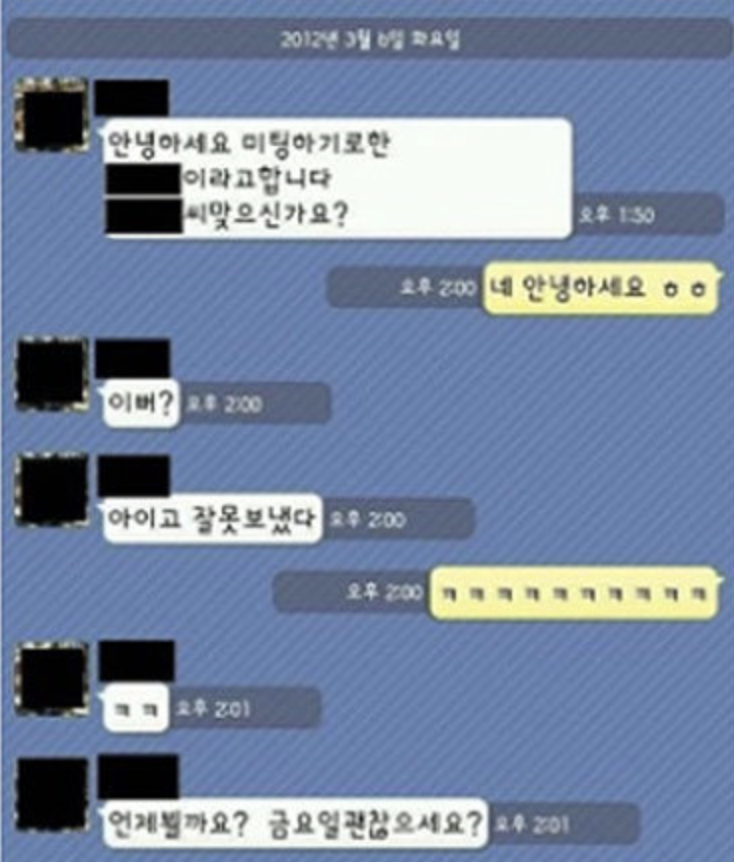 2012년 3월 6일 화요일
안녕하세요 미팅하기로한
이라고합니다
씨맞으신가요?
오후 1:50
오후 2:00
네 안녕하세요 ㅎㅎ
이뻐?
오후 2:00
아이고 잘못보냈다
오후 2:00
오후 2:00
ㅋㅋㅋㅋㅋㅋㅋㅋㅋㅋ
ㅋㅋ
오후 2:01
언제뵐까요? 금요일괜찮으세요?
오후 2:01